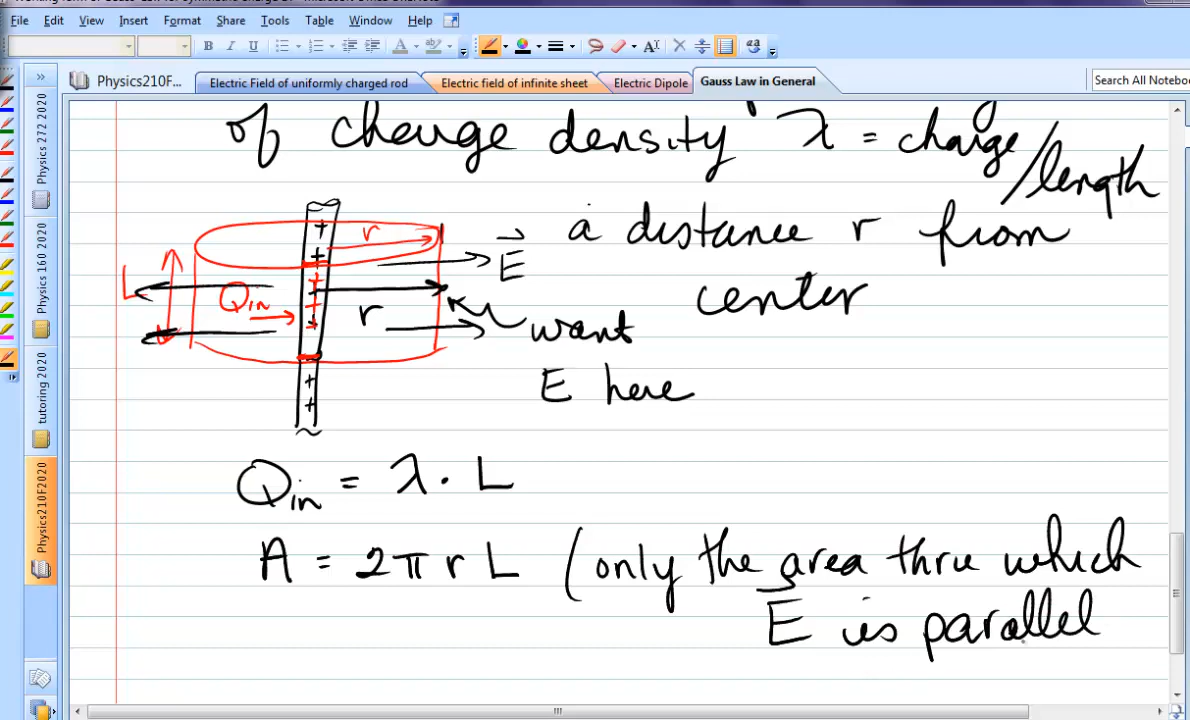 File Edit View Insert Format Share Tools Table Window Help
Physics210F... Electric Field of uniformly charged rod Electric field of infinite sheet Electric Dipole Gauss Law in General Search All Notebo
Physics 272 2020
Physics 160 2020
tutoring 2020
Physics210F2020
of charge density λ = charge/length
a distance r from
center
r
E
L
Qin
r
want
E here
Qin = λ · L
A = 2π r L (only the area thru which
E is parallel